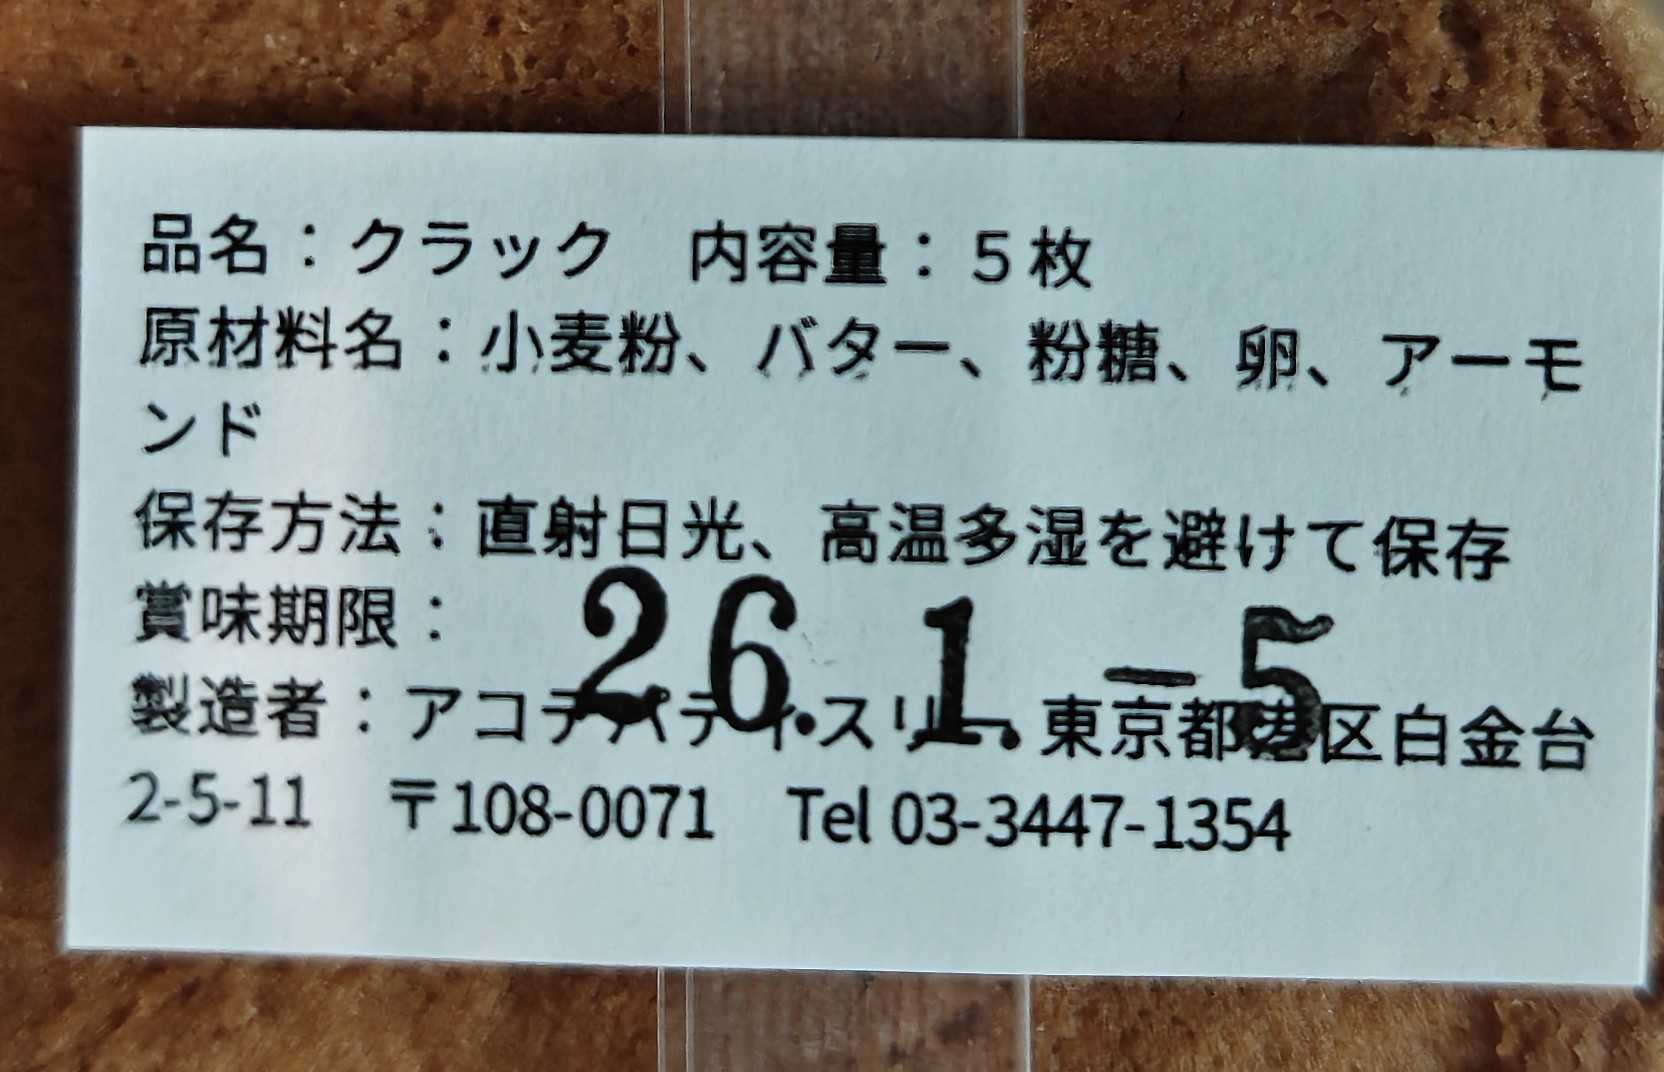 品名：クラック　内容量：５枚
原材料名：小麦粉、バター、粉糖、卵、アーモ
ンド
保存方法：直射日光、高温多湿を避けて保存
賞味期限：
26.1.-5
製造者：アコテパティスリー　東京都港区白金台
2-5-11　〒108-0071　Tel 03-3447-1354